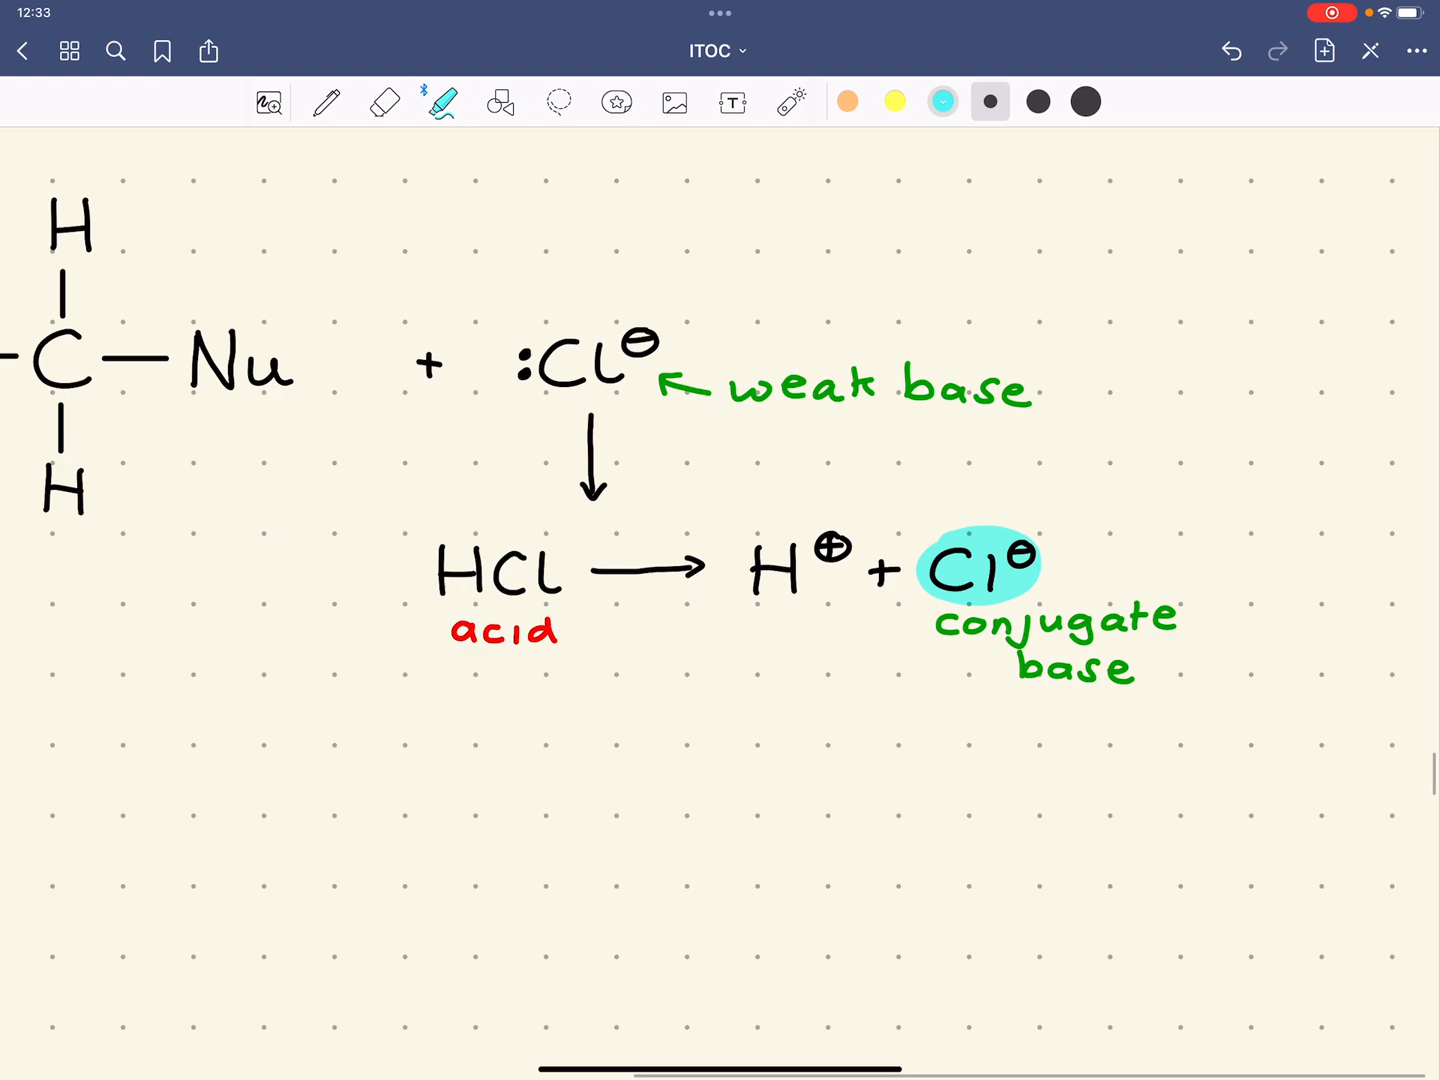 12:33
ITOC
T
H
C — Nu + :Cl⊖ ← weak base
H
HCl → H⊕ + Cl⊖
acid
conjugate
base